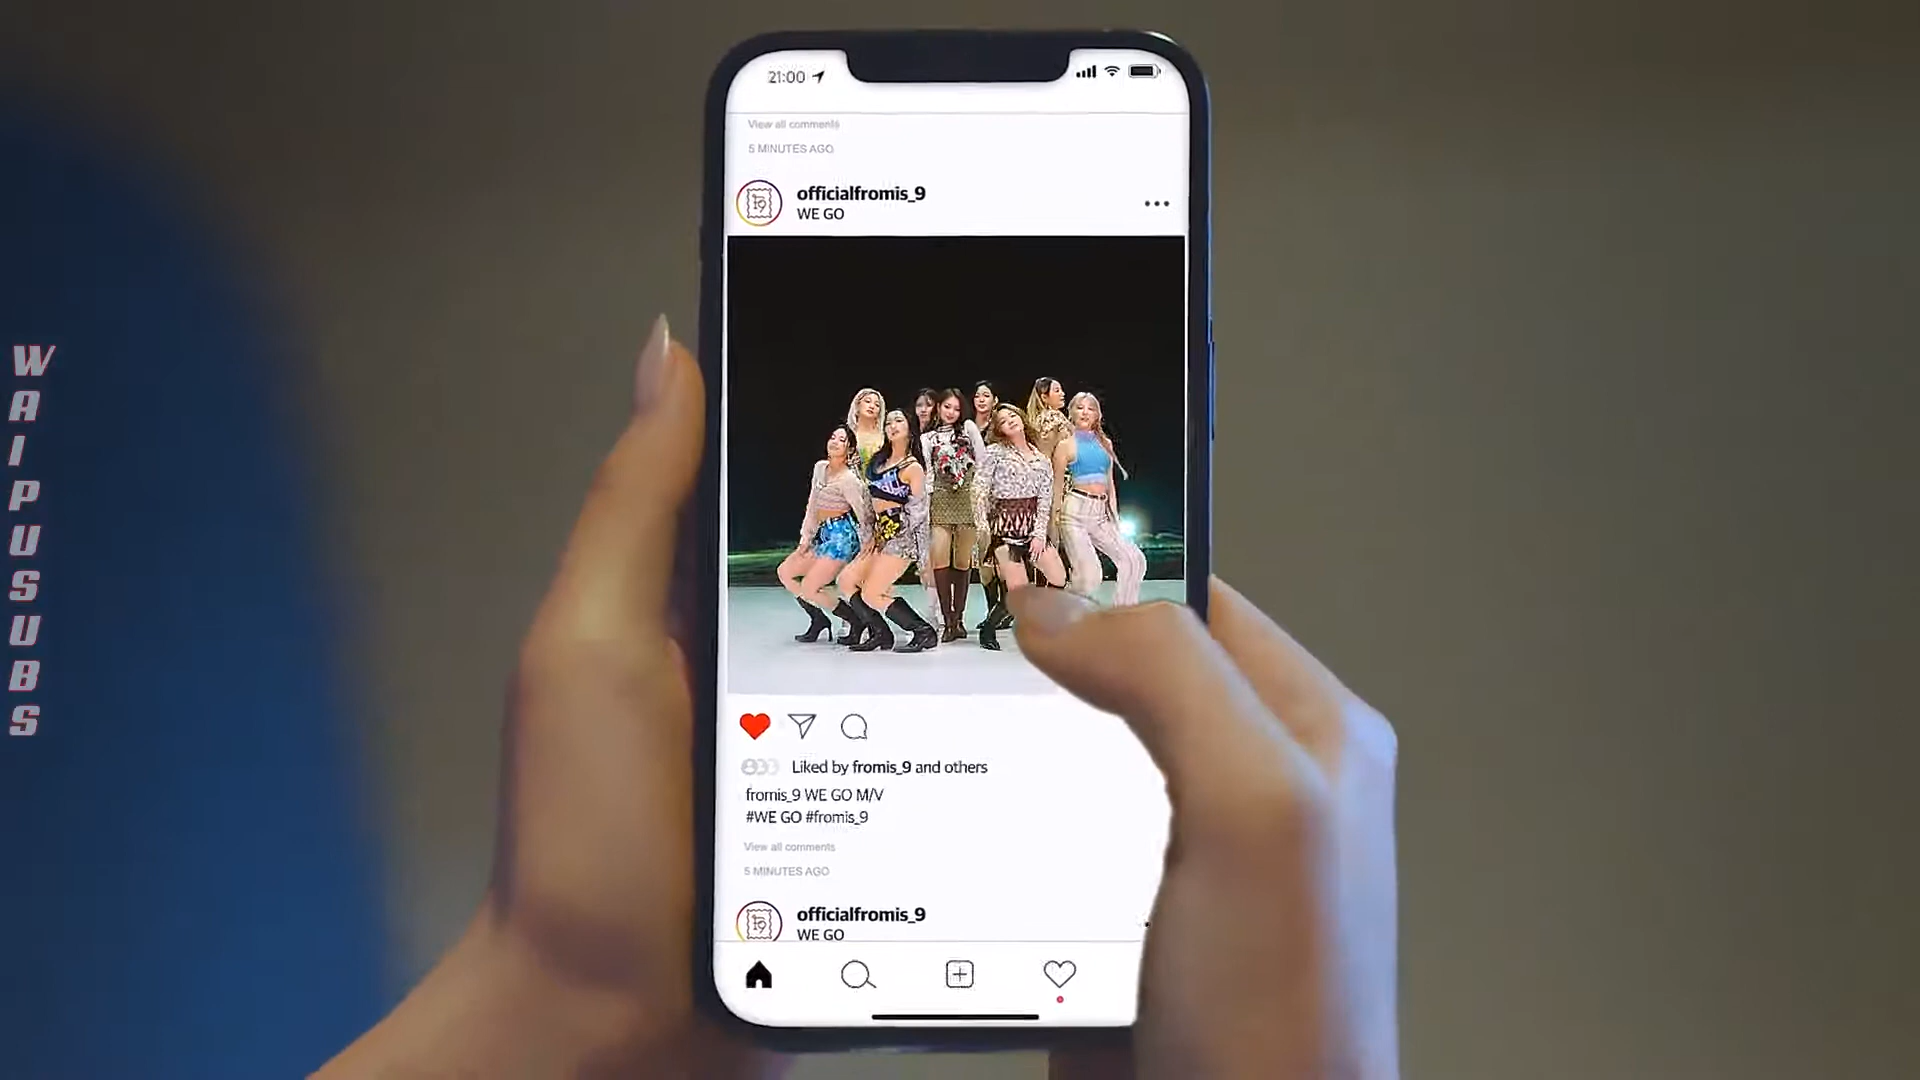 WAIPUSUBS
21:00
View all comments
5 MINUTES AGO
officialfromis_9
WE GO
fromis_9 WE GO M/V
Liked by fromis_9 and others
#WE GO #fromis_9
View all comments
5 MINUTES AGO
officialfromis_9
WE GO